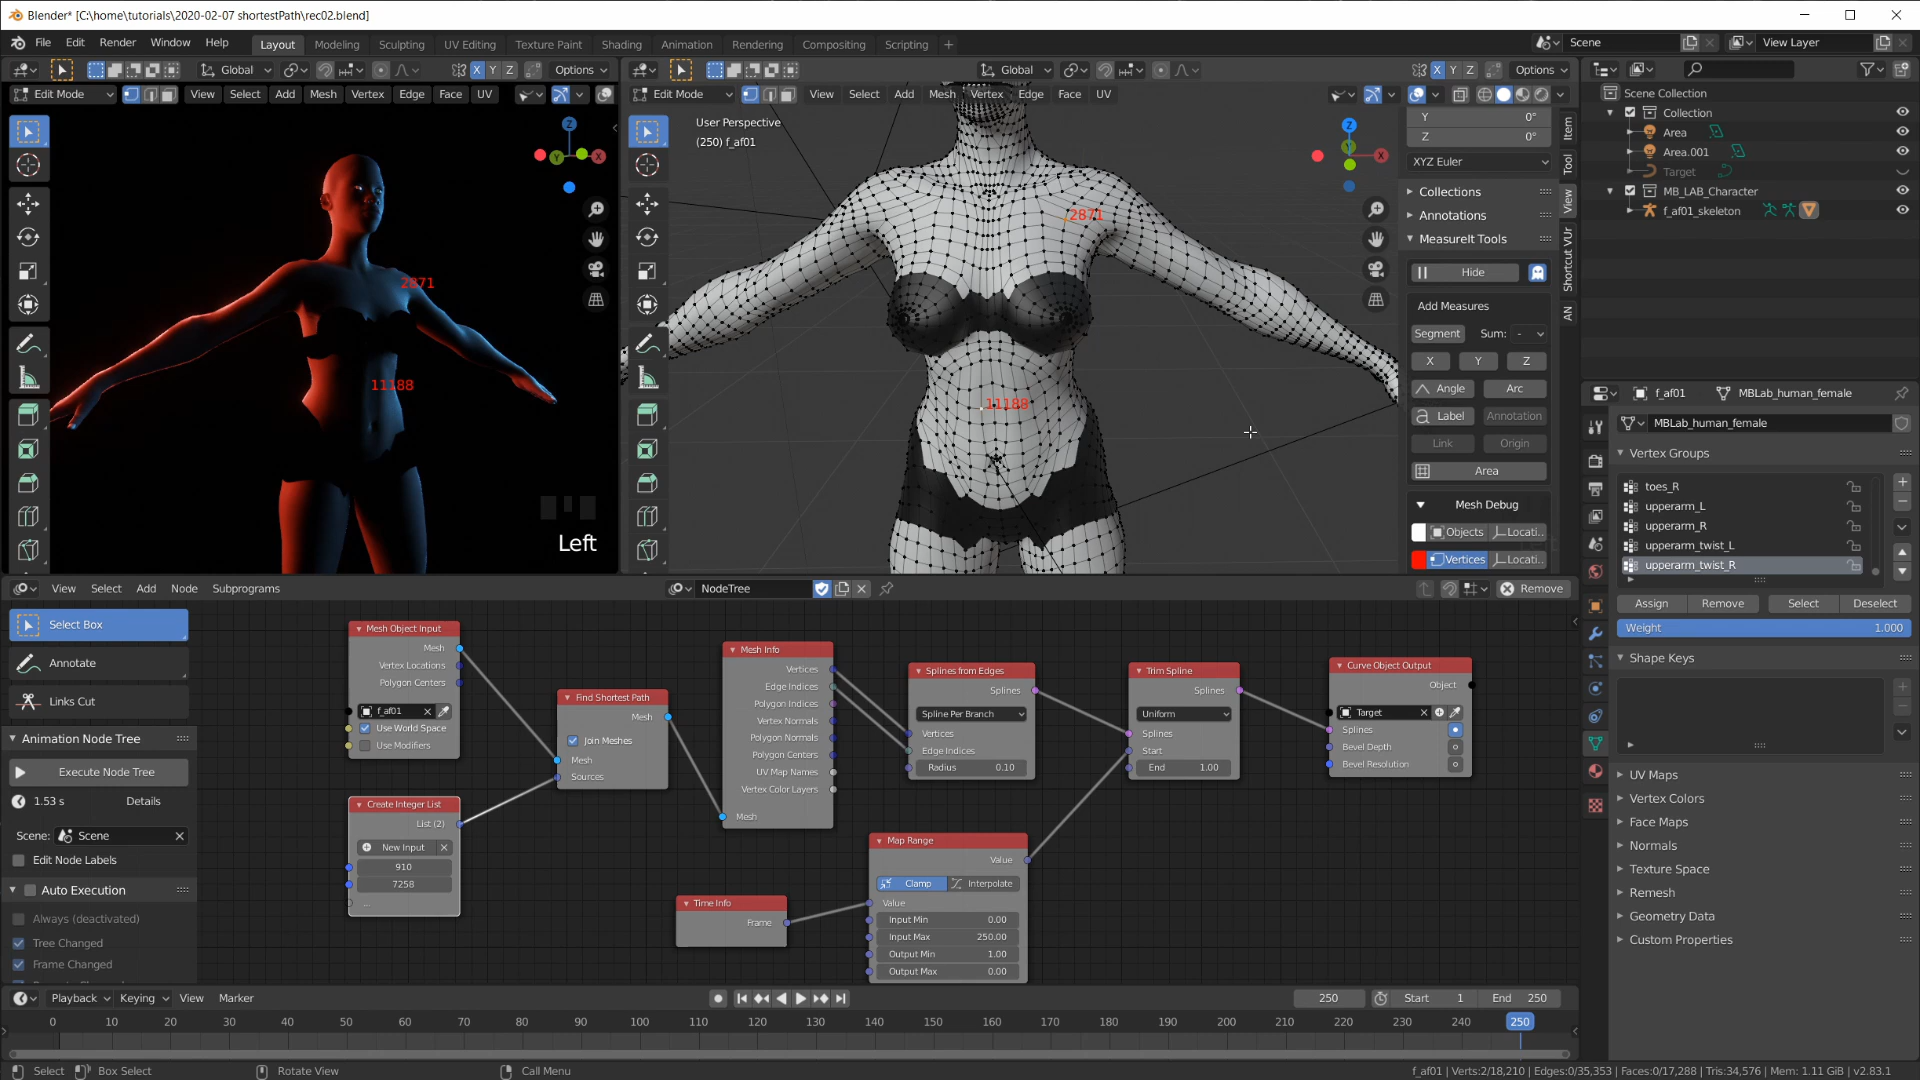 Blender* [C:\home\tutorials\2020-02-07 shortestPath\rec02.blend]
File Edit Render Window Help Layout Modeling Sculpting UV Editing Texture Paint Shading Animation Rendering Compositing Scripting + Scene View Layer
Global X Y Z Options
Global X Y Z Options
Edit Mode View Select Add Mesh Vertex Edge Face UV
Edit Mode View Select Add Mesh Vertex Edge Face UV
User Perspective
(250) f_af01
2871
11188
Left
2871
11188
Y 0°
Z 0°
XYZ Euler
Collections
Annotations
MeasureIt Tools
Hide
Add Measures
Segment Sum: -
X Y Z
Angle Arc
Label Annotation
Link Origin
Area
Mesh Debug
Objects Locati..
Vertices Locati..
Item
Tool
View
Shortcut VUr
AN
Scene Collection
Collection
Area
Area.001
Target
MB_LAB_Character
f_af01_skeleton
f_af01 MBLab_human_female
MBLab_human_female
Vertex Groups
toes_R
upperarm_L
upperarm_R
upperarm_twist_L
upperarm_twist_R
Assign Remove Select Deselect
Weight 1.000
Shape Keys
UV Maps
Vertex Colors
Face Maps
Normals
Texture Space
Remesh
Geometry Data
Custom Properties
View Select Add Node Subprograms NodeTree Remove
Select Box
Annotate
Links Cut
Animation Node Tree
Execute Node Tree
1.53 s Details
Scene: Scene
Edit Node Labels
Auto Execution
Always (deactivated)
Tree Changed
Frame Changed
Mesh Object Input
Mesh
Vertex Locations
Polygon Centers
f_af01
Use World Space
Use Modifiers
Create Integer List
List (2)
New Input
910
7258
...
Find Shortest Path
Mesh
Join Meshes
Mesh
Sources
Mesh Info
Vertices
Edge Indices
Polygon Indices
Vertex Normals
Polygon Normals
Polygon Centers
UV Map Names
Vertex Color Layers
Mesh
Time Info
Frame
Splines from Edges
Splines
Spline Per Branch
Vertices
Edge Indices
Radius 0.10
Map Range
Value
Clamp Interpolate
Value
Input Min 0.00
Input Max 250.00
Output Min 1.00
Output Max 0.00
Trim Spline
Splines
Uniform
Splines
Start
End 1.00
Curve Object Output
Object
Target
Splines
Bevel Depth
Bevel Resolution
Playback Keying View Marker 250 Start 1 End 250
0 10 20 30 40 50 60 70 80 90 100 110 120 130 140 150 160 170 180 190 200 210 220 230 240 250
Select Box Select Rotate View Call Menu f_af01 | Verts:2/18,210 | Edges:0/35,353 | Faces:0/17,288 | Tris:34,576 | Mem: 1.11 GiB | v2.83.1